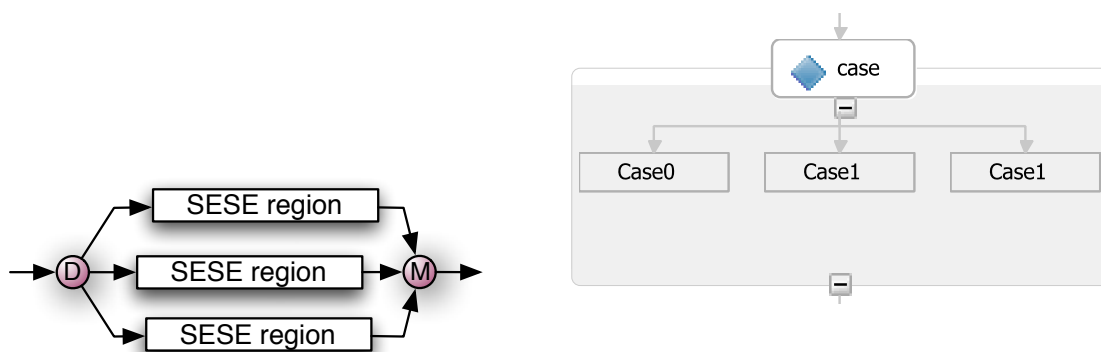 case
Case0
Case1
Case1
SESE region
D
SESE region
M
SESE region